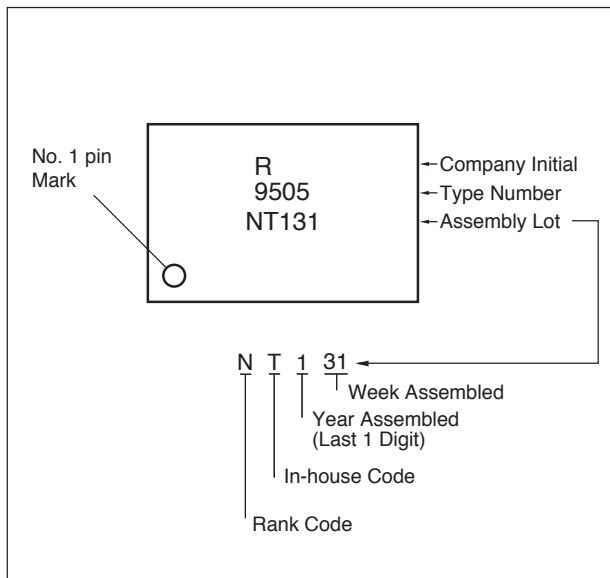 No. 1 pin
Mark
R
9505
NT131
Company Initial
Type Number
Assembly Lot
N T 1 31
Week Assembled
Year Assembled
(Last 1 Digit)
In-house Code
Rank Code